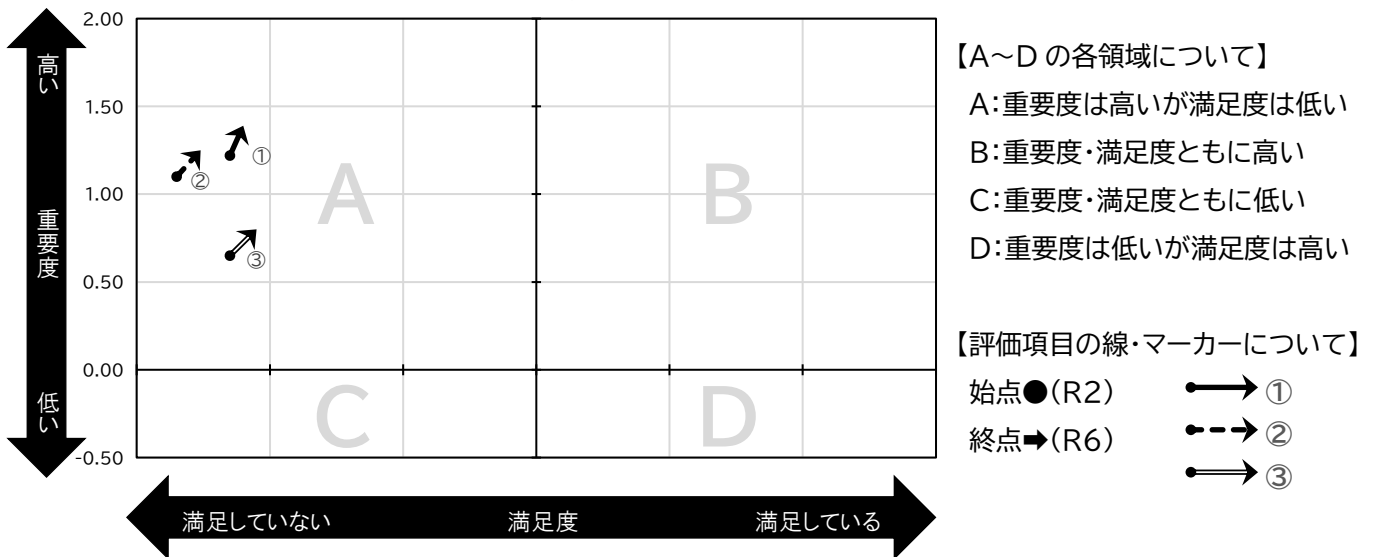 2.00
1.50
1.00
0.50
0.00
-0.50
高い
重要度
低い
A
B
C
D
①
②
③
満足していない
満足度
満足している
【A~Dの各領域について】
A:重要度は高いが満足度は低い
B:重要度・満足度ともに高い
C:重要度・満足度ともに低い
D:重要度は低いが満足度は高い
【評価項目の線・マーカーについて】
始点●(R2)
終点➡(R6)
①
②
③